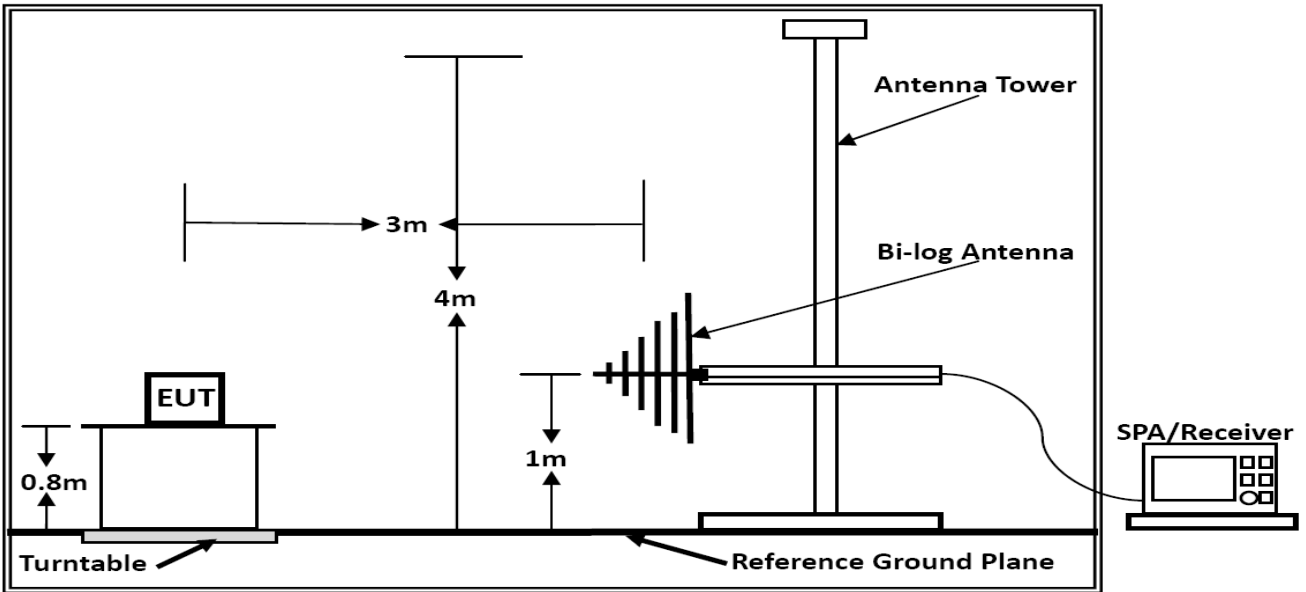 Antenna Tower
3m
Bi-log Antenna
4m
EUT
SPA/Receiver
1m
0.8m
Turntable
Reference Ground Plane